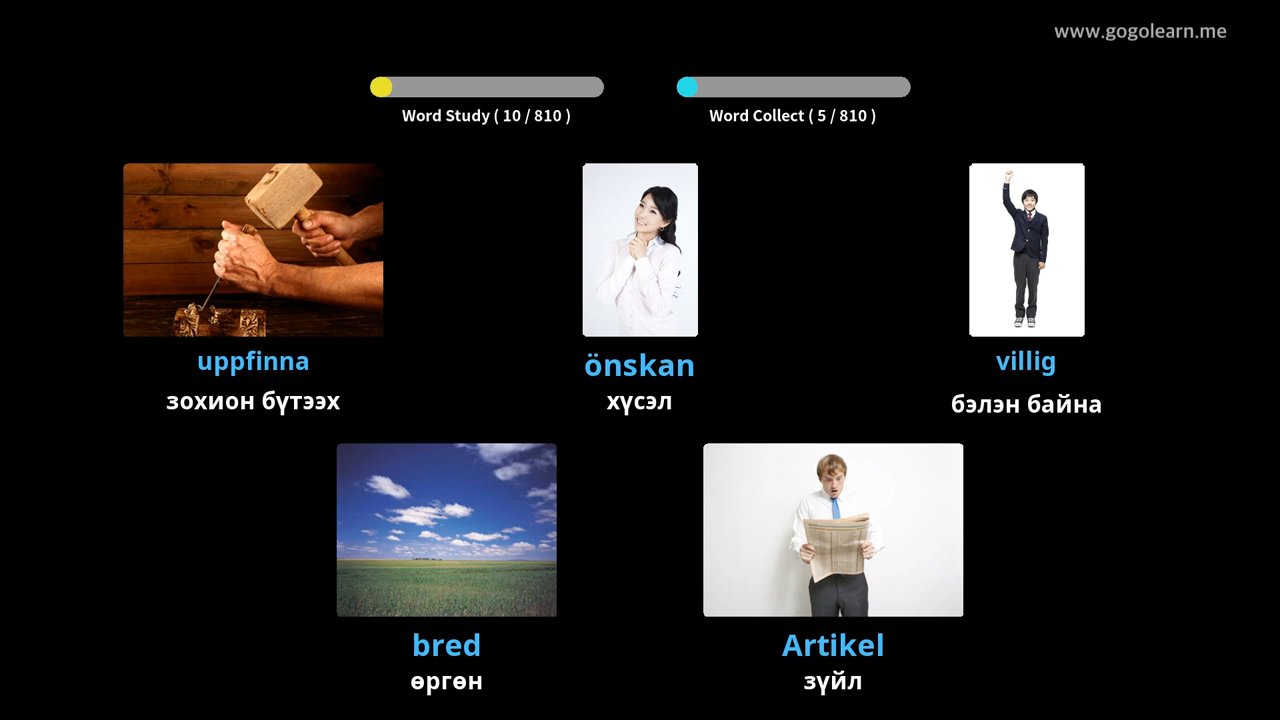 www.gogolearn.me
Word Study ( 10 / 810 )
Word Collect ( 5 / 810 )
uppfinna
önskan
villig
зохион бүтээх
хүсэл
бэлэн байна
bred
Artikel
өргөн
зүйл